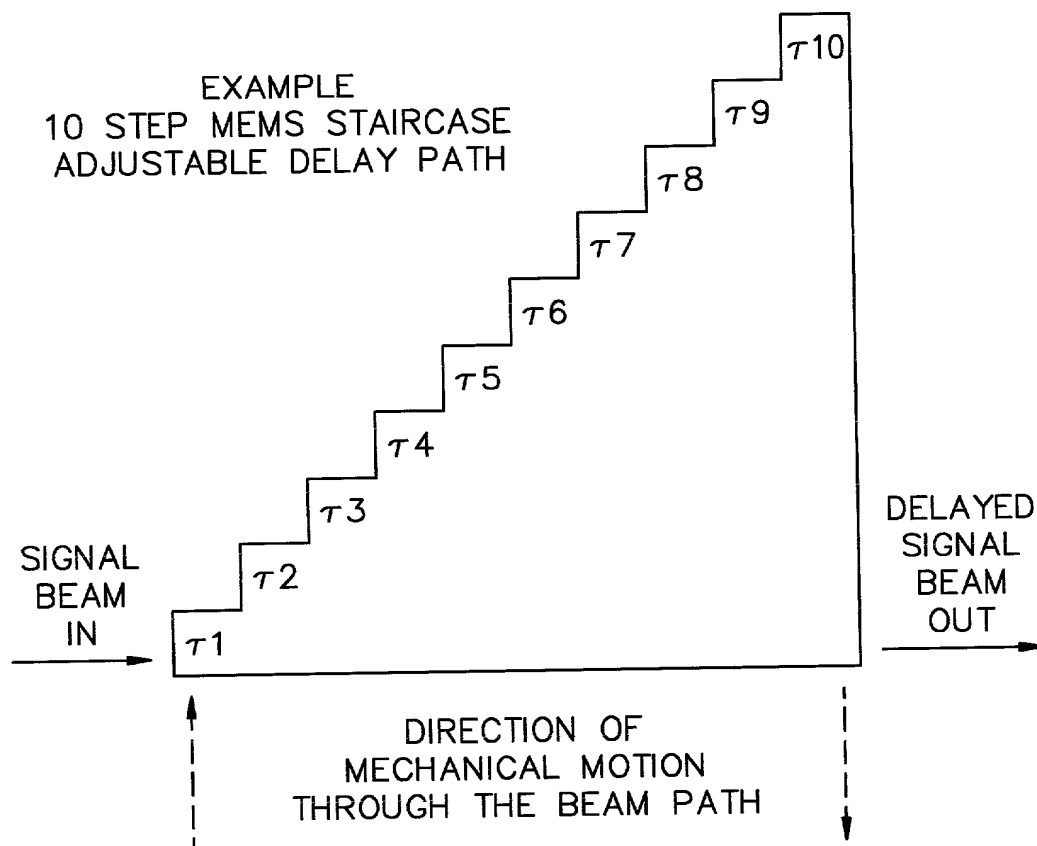 EXAMPLE
10 STEP MEMS STAIRCASE
ADJUSTABLE DELAY PATH
τ10
τ9
τ8
τ7
τ6
τ5
τ4
τ3
τ2
τ1
SIGNAL
BEAM
IN
DELAYED
SIGNAL
BEAM
OUT
DIRECTION OF
MECHANICAL MOTION
THROUGH THE BEAM PATH